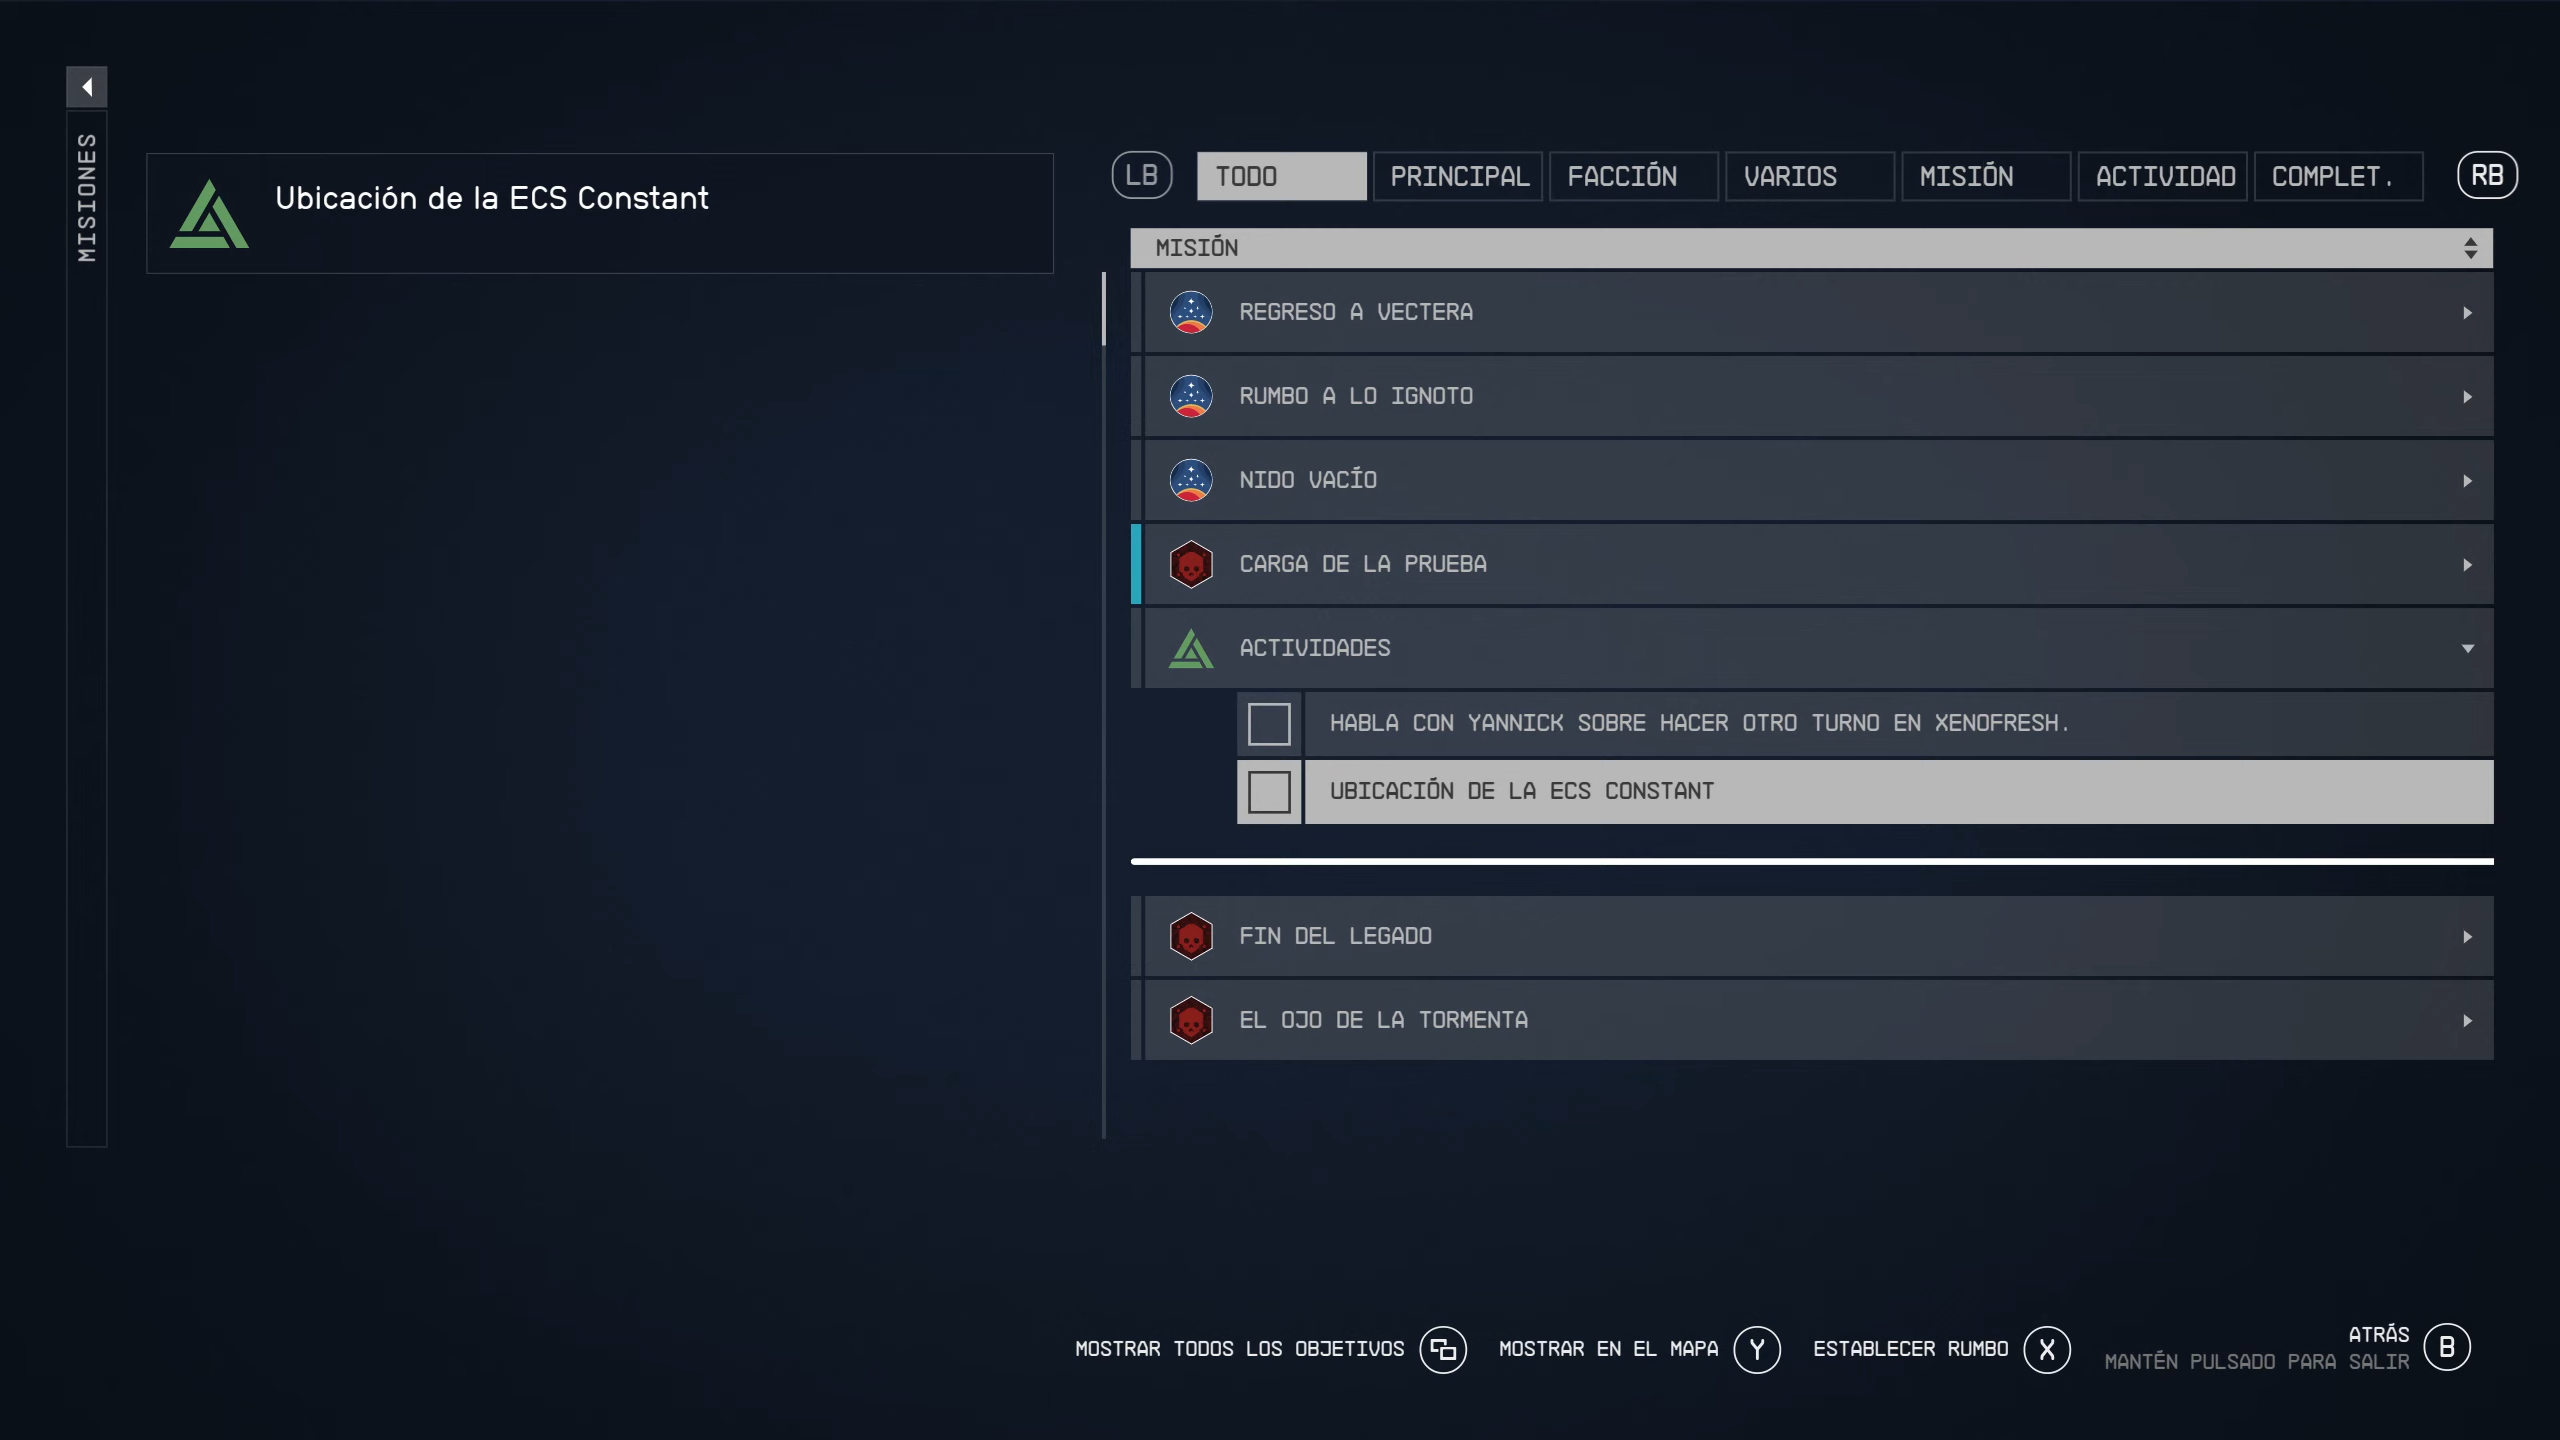 MISIONES
Ubicación de la ECS Constant
LB
TODO
PRINCIPAL
FACCIÓN
VARIOS
MISIÓN
ACTIVIDAD
COMPLET.
RB
MISIÓN
REGRESO A VECTERA
RUMBO A LO IGNOTO
NIDO VACÍO
CARGA DE LA PRUEBA
ACTIVIDADES
HABLA CON YANNICK SOBRE HACER OTRO TURNO EN XENOFRESH.
UBICACIÓN DE LA ECS CONSTANT
FIN DEL LEGADO
EL OJO DE LA TORMENTA
MOSTRAR TODOS LOS OBJETIVOS
MOSTRAR EN EL MAPA Y
ESTABLECER RUMBO X
ATRÁS B
MANTÉN PULSADO PARA SALIR